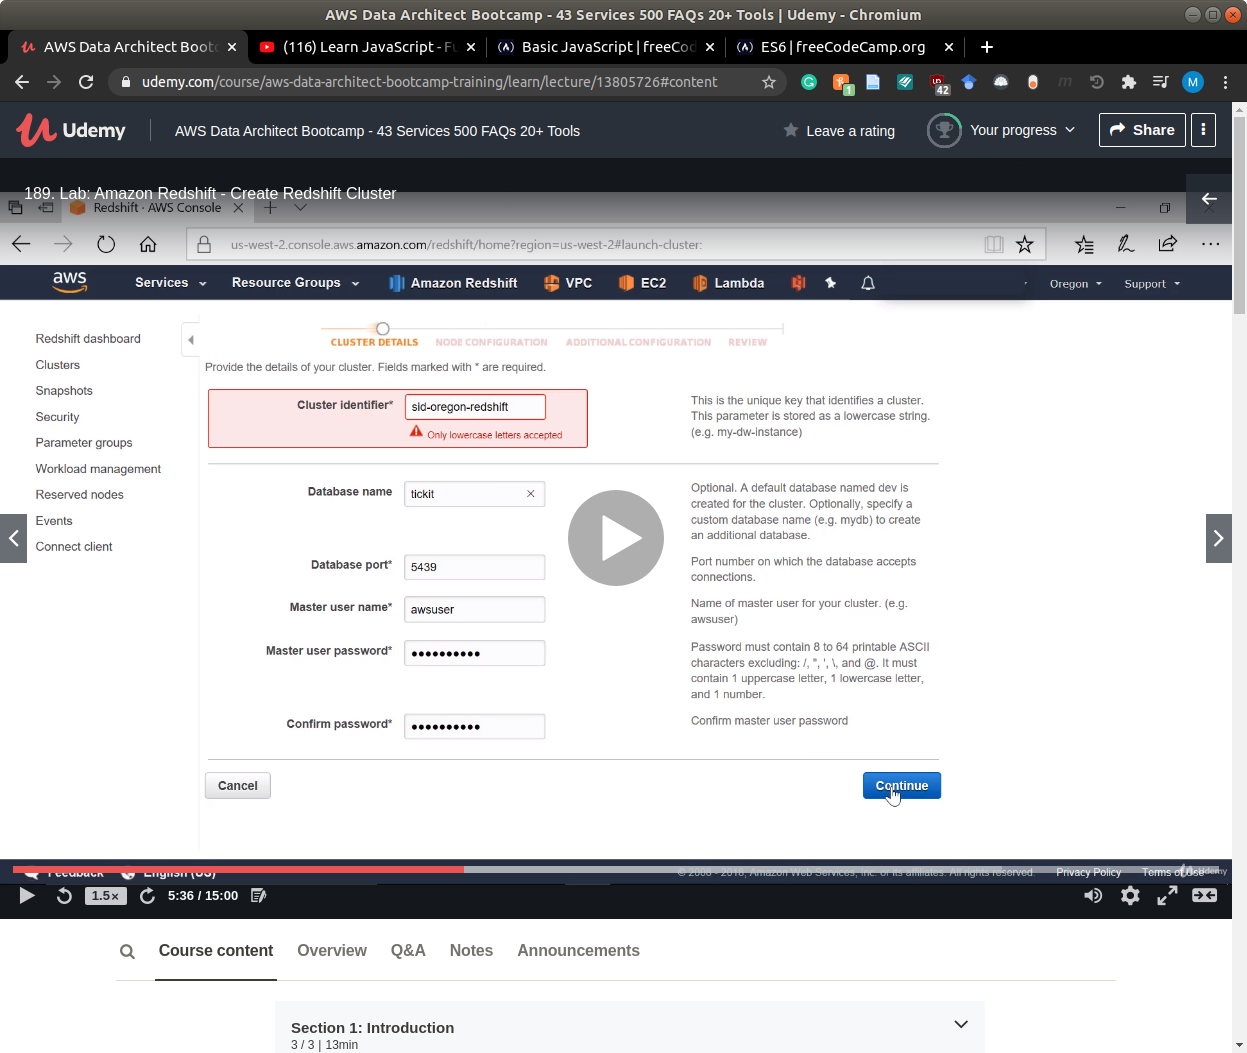 AWS Data Architect Bootcamp - 43 Services 500 FAQs 20+ Tools | Udemy - Chromium
AWS Data Architect Bootc
(116) Learn JavaScript - Fu
Basic JavaScript | freeCod
ES6 | freeCodeCamp.org
udemy.com/course/aws-data-architect-bootcamp-training/learn/lecture/13805726#content
1
42
M
Udemy
AWS Data Architect Bootcamp - 43 Services 500 FAQs 20+ Tools
Leave a rating
Your progress
Share
189. Lab: Amazon Redshift - Create Redshift Cluster
Redshift · AWS Console
us-west-2.console.aws.amazon.com/redshift/home?region=us-west-2#launch-cluster:
aws
Services
Resource Groups
Amazon Redshift
VPC
EC2
Lambda
Oregon
Support
Redshift dashboard
Clusters
Snapshots
Security
Parameter groups
Workload management
Reserved nodes
Events
Connect client
CLUSTER DETAILS
NODE CONFIGURATION
ADDITIONAL CONFIGURATION
REVIEW
Provide the details of your cluster. Fields marked with * are required.
Cluster identifier*
sid-oregon-redshift
Only lowercase letters accepted
This is the unique key that identifies a cluster.
This parameter is stored as a lowercase string.
(e.g. my-dw-instance)
Database name
tickit
Optional. A default database named dev is
created for the cluster. Optionally, specify a
custom database name (e.g. mydb) to create
an additional database.
Database port*
5439
Port number on which the database accepts
connections.
Master user name*
awsuser
Name of master user for your cluster. (e.g.
awsuser)
Master user password*
••••••••••
Password must contain 8 to 64 printable ASCII
characters excluding: /, ", ', \, and @. It must
contain 1 uppercase letter, 1 lowercase letter,
and 1 number.
Confirm password*
••••••••••
Confirm master user password
Cancel
Continue
Feedback
English (US)
© 2008 - 2018, Amazon Web Services, Inc. or its affiliates. All rights reserved.
Privacy Policy
Terms of Use
Udemy
1.5×
5:36 / 15:00
Course content
Overview
Q&A
Notes
Announcements
Section 1: Introduction
3 / 3 | 13min